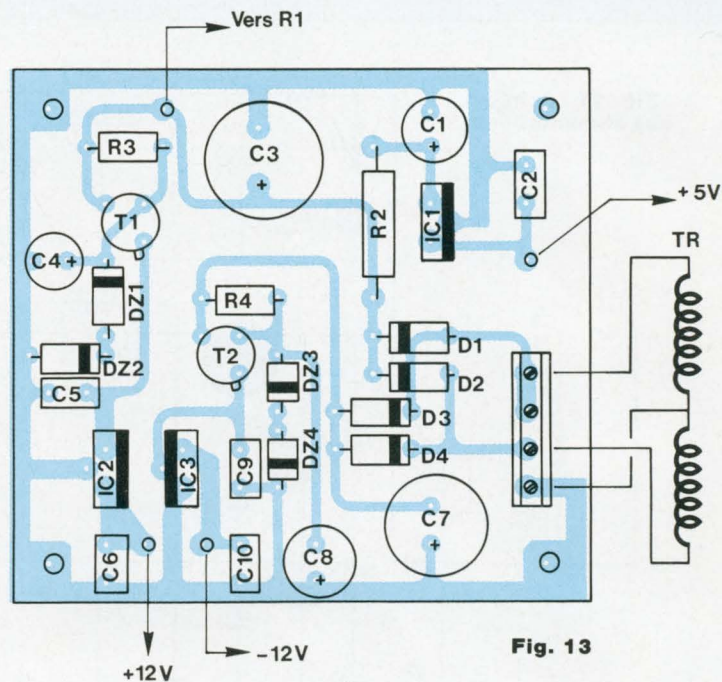 Vers R1
R3
C3
C1
C2
+ 5V
T1
R2
IC1
TR
C4
DZ1
R4
DZ2
T2
DZ3
D1
D2
C5
D3
DZ4
D4
IC2
IC3
C9
C7
C6
C10
C8
+12V
-12V
Fig. 13